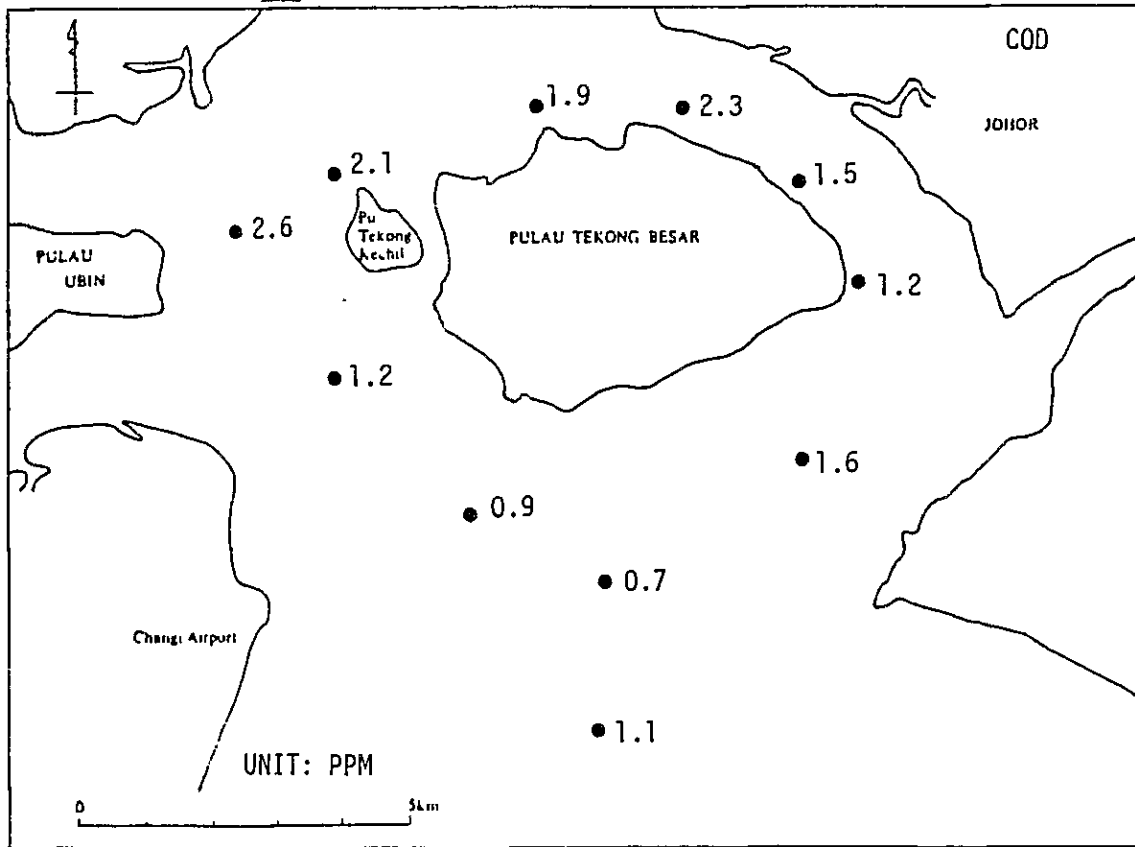 COD
1.9
2.3
JOHOR
2.1
1.5
2.6
Pu
Tekong
Kechil
PULAU TEKONG BESAR
PULAU
UBIN
1.2
1.2
1.6
0.9
0.7
Changi Airport
1.1
UNIT: PPM
0
5km